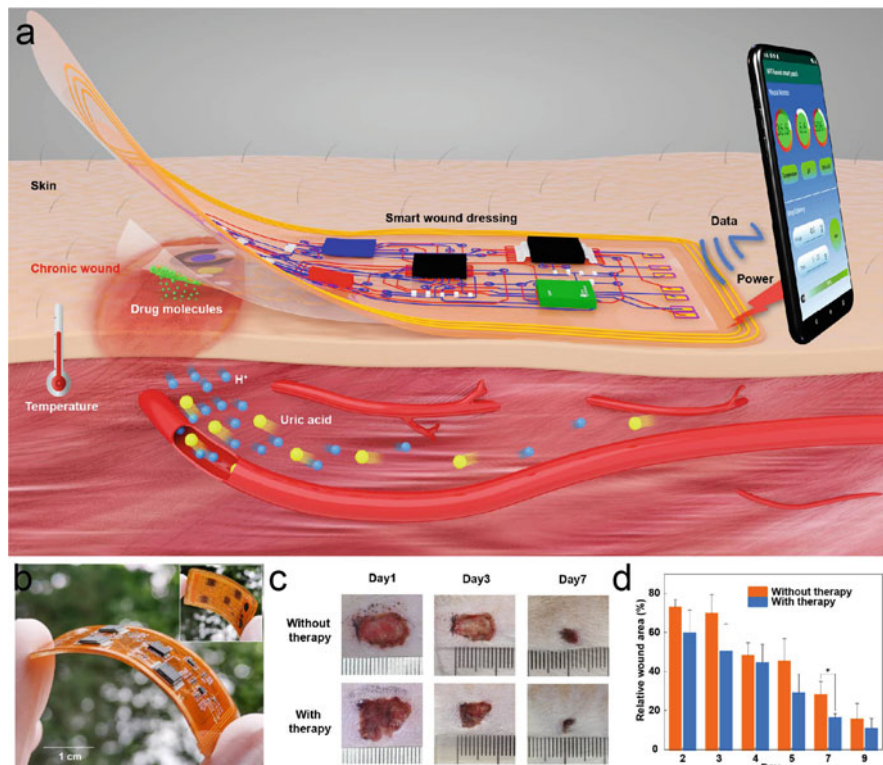 a
Skin
Smart wound dressing
Data
Chronic wound
Power
Drug molecules
H+
Temperature
Uric acid
b
1 cm
c
Day1
Day3
Day7
Without
therapy
With
therapy
d
Relative wound area (%)
80
60
40
20
0
Without therapy
With therapy
*
2
3
4
5
7
9